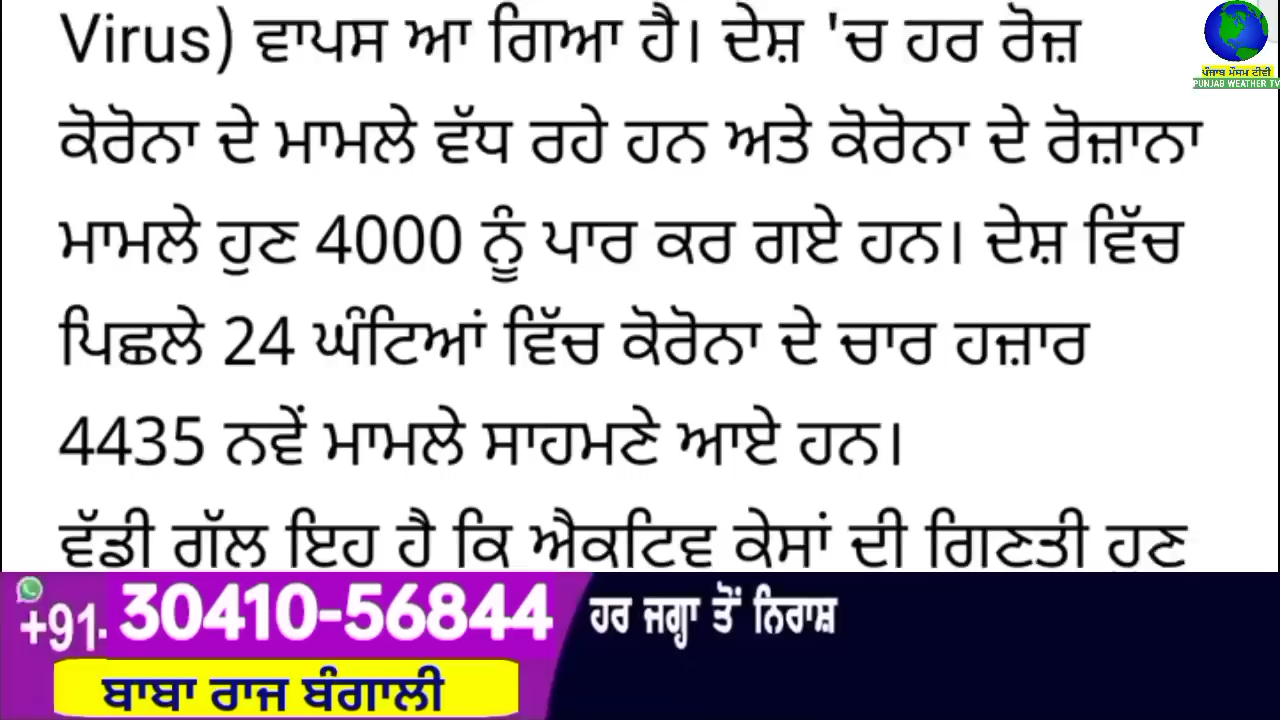 Virus) ਵਾਪਸ ਆ ਗਿਆ ਹੈ। ਦੇਸ਼ 'ਚ ਹਰ ਰੋਜ਼
ਕੋਰੋਨਾ ਦੇ ਮਾਮਲੇ ਵੱਧ ਰਹੇ ਹਨ ਅਤੇ ਕੋਰੋਨਾ ਦੇ ਰੋਜ਼ਾਨਾ
ਮਾਮਲੇ ਹੁਣ 4000 ਨੂੰ ਪਾਰ ਕਰ ਗਏ ਹਨ। ਦੇਸ਼ ਵਿੱਚ
ਪਿਛਲੇ 24 ਘੰਟਿਆਂ ਵਿੱਚ ਕੋਰੋਨਾ ਦੇ ਚਾਰ ਹਜ਼ਾਰ
4435 ਨਵੇਂ ਮਾਮਲੇ ਸਾਹਮਣੇ ਆਏ ਹਨ।
ਵੱਡੀ ਗੱਲ ਇਹ ਹੈ ਕਿ ਐਕਟਿਵ ਕੇਸਾਂ ਦੀ ਗਿਣਤੀ ਹੁਣ
ਪੰਜਾਬ ਮੌਸਮ ਟੀਵੀ
PUNJAB WEATHER TV
+91-30410-56844
ਹਰ ਜਗ੍ਹਾ ਤੋਂ ਨਿਰਾਸ਼
ਬਾਬਾ ਰਾਜ ਬੰਗਾਲੀ